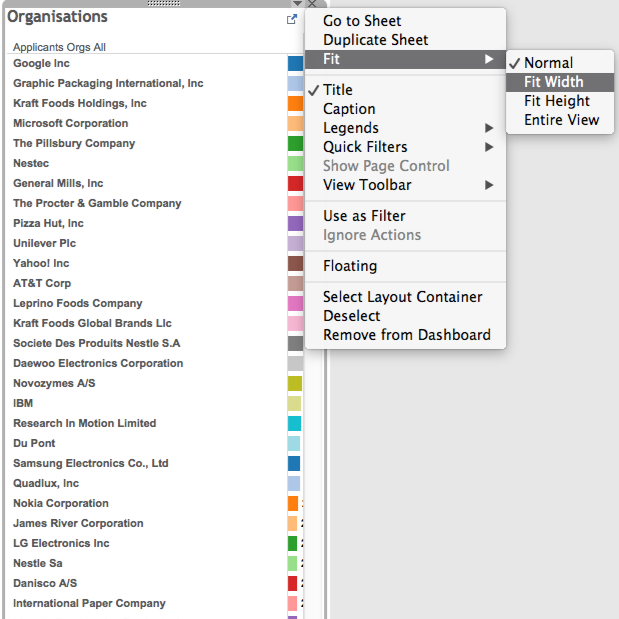 Organisations
Applicants Orgs All
Google Inc
Graphic Packaging International, Inc
Kraft Foods Holdings, Inc
Microsoft Corporation
The Pillsbury Company
Nestec
General Mills, Inc
The Procter & Gamble Company
Pizza Hut, Inc
Unilever Plc
Yahoo! Inc
AT&T Corp
Leprino Foods Company
Kraft Foods Global Brands Llc
Societe Des Produits Nestle S.A
Daewoo Electronics Corporation
Novozymes A/S
IBM
Research In Motion Limited
Du Pont
Samsung Electronics Co., Ltd
Quadlux, Inc
Nokia Corporation
James River Corporation
LG Electronics Inc
Nestle Sa
Danisco A/S
International Paper Company
Go to Sheet
Duplicate Sheet
Fit
Title
Caption
Legends
Quick Filters
Show Page Control
View Toolbar
Use as Filter
Ignore Actions
Floating
Select Layout Container
Deselect
Remove from Dashboard
Normal
Fit Width
Fit Height
Entire View